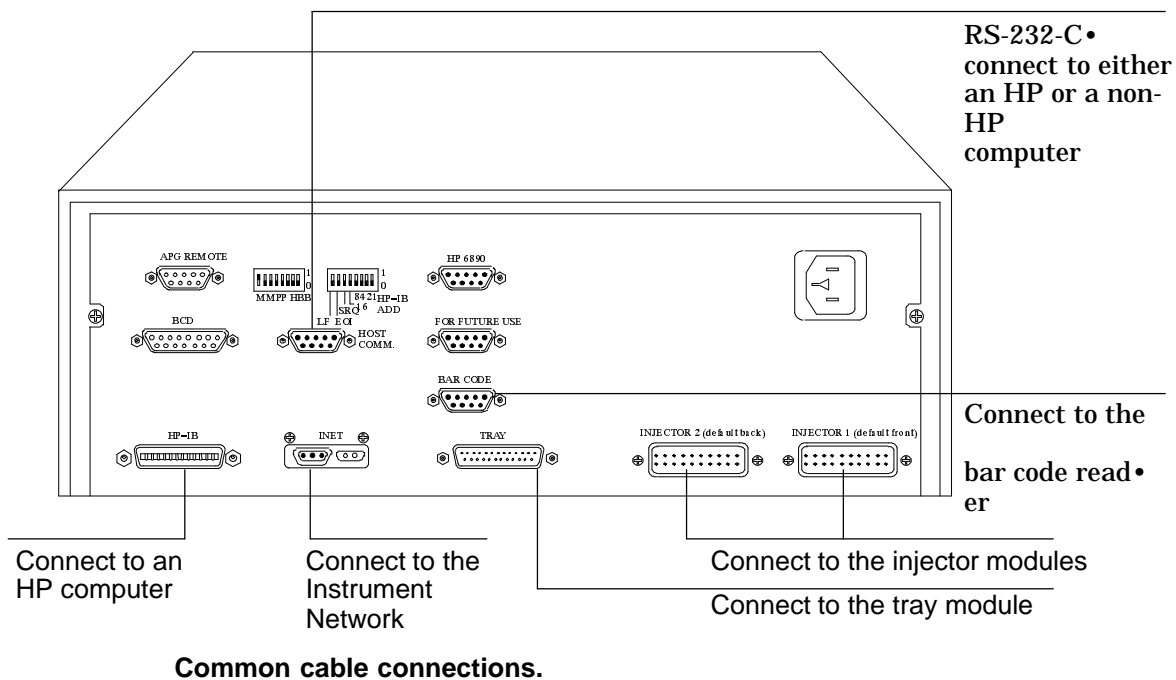 RS-232-C•
connect to either
an HP or a non-
HP
computer
APG REMOTE
1
0
MMPP HBB
1
0
84 21 HP-IB
SRQ 16 ADD
LF EOI
HP 6890
BCD
HOST
COMM.
FOR FUTURE USE
BAR CODE
Connect to the
bar code read•
er
HP-IB
INET
TRAY
INJECTOR 2 (default back)
INJECTOR 1 (default front)
Connect to an
HP computer
Connect to the
Instrument
Network
Connect to the injector modules
Connect to the tray module
Common cable connections.